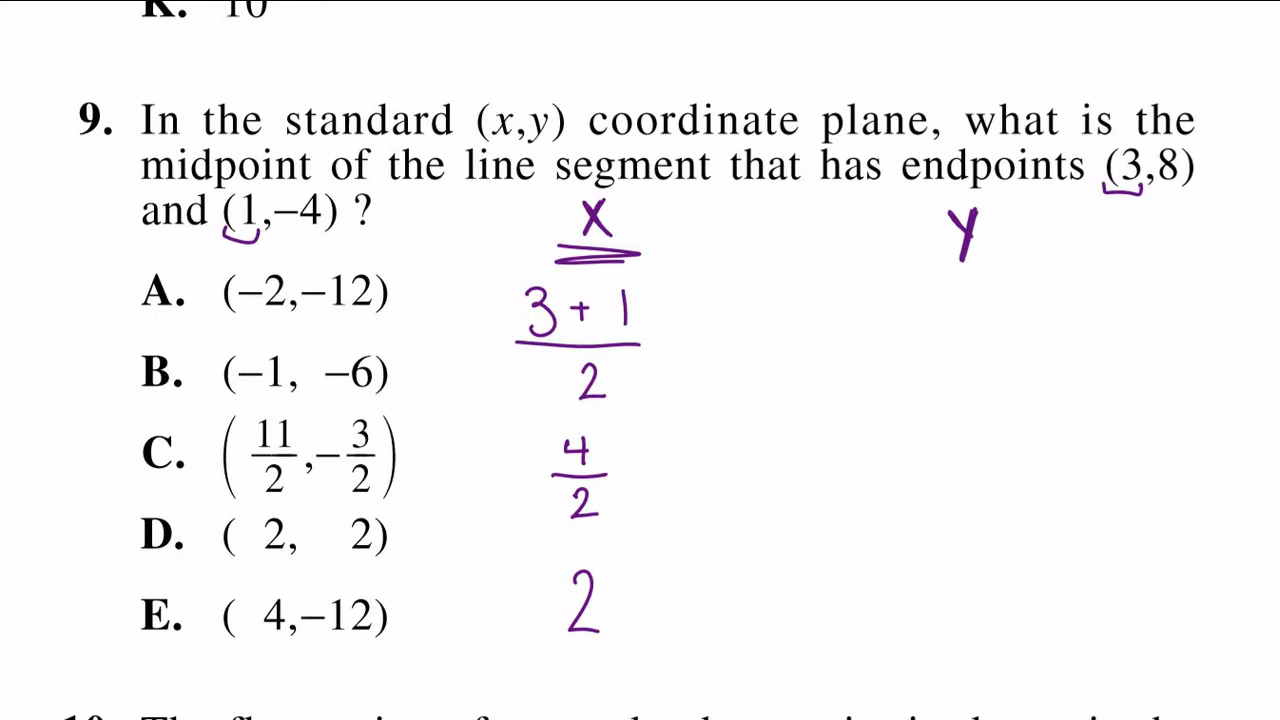 K. 10
9. In the standard (x,y) coordinate plane, what is the
midpoint of the line segment that has endpoints (3,8)
and (1,−4) ?
A. (−2,−12)
B. (−1, −6)
C. (11/2,−3/2)
D. ( 2, 2)
E. ( 4,−12)
X
3 + 1
2
4
2
2
Y